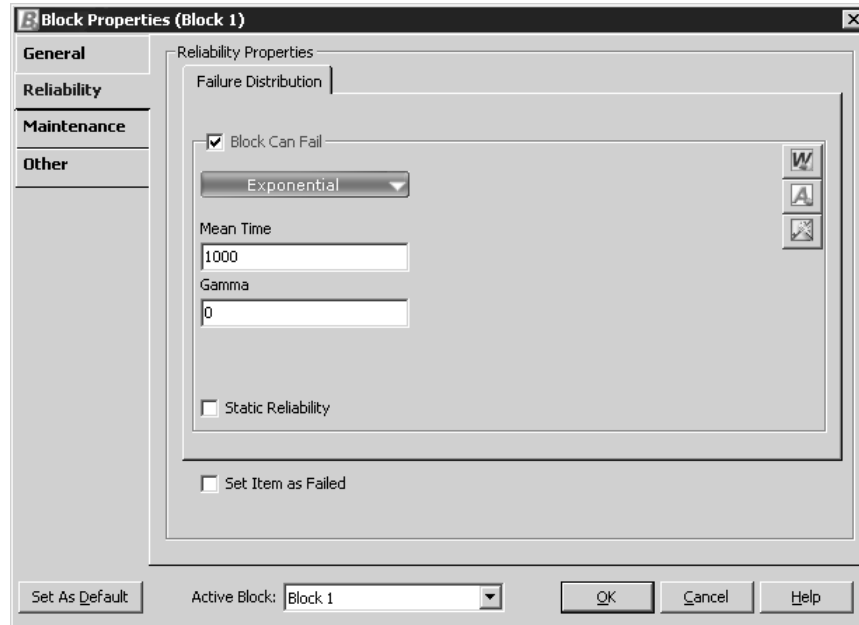 Block Properties (Block 1)
General
Reliability
Maintenance
Other
Reliability Properties
Failure Distribution
Block Can Fail
Exponential
Mean Time
1000
Gamma
0
Static Reliability
Set Item as Failed
W
A
Set As Default
Active Block: Block 1
OK
Cancel
Help